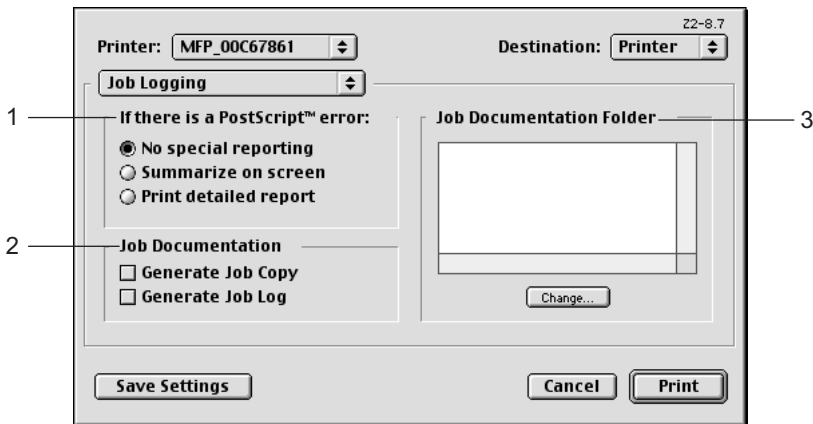 Z2-8.7
Printer: MFP_00C67861
Destination: Printer
Job Logging
1
If there is a PostScript™ error:
No special reporting
Summarize on screen
Print detailed report
2
Job Documentation
Generate Job Copy
Generate Job Log
Job Documentation Folder
3
Change...
Save Settings
Cancel
Print